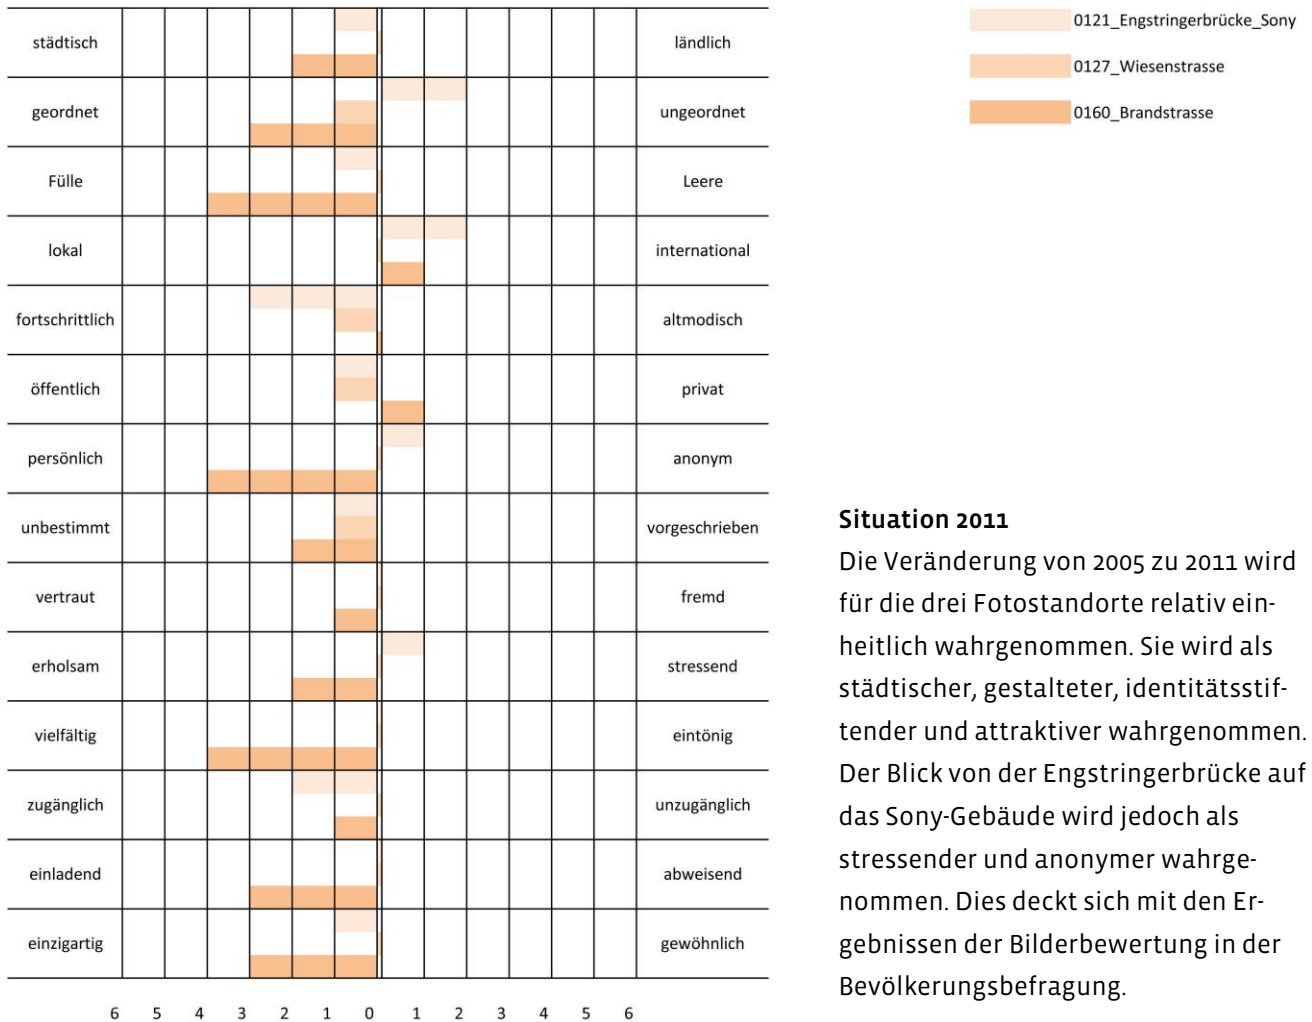 städtisch ländlich
geordnet ungeordnet
Fülle Leere
lokal international
fortschrittlich altmodisch
öffentlich privat
persönlich anonym
unbestimmt vorgeschrieben
vertraut fremd
erholsam stressend
vielfältig eintönig
zugänglich unzugänglich
einladend abweisend
einzigartig gewöhnlich
6 5 4 3 2 1 0 1 2 3 4 5 6
0121_Engstringerbrücke_Sony
0127_Wiesenstrasse
0160_Brandstrasse
Situation 2011
Die Veränderung von 2005 zu 2011 wird
für die drei Fotostandorte relativ ein-
heitlich wahrgenommen. Sie wird als
städtischer, gestalteter, identitätsstif-
tender und attraktiver wahrgenommen.
Der Blick von der Engstringerbrücke auf
das Sony-Gebäude wird jedoch als
stressender und anonymer wahrge-
nommen. Dies deckt sich mit den Er-
gebnissen der Bilderbewertung in der
Bevölkerungsbefragung.